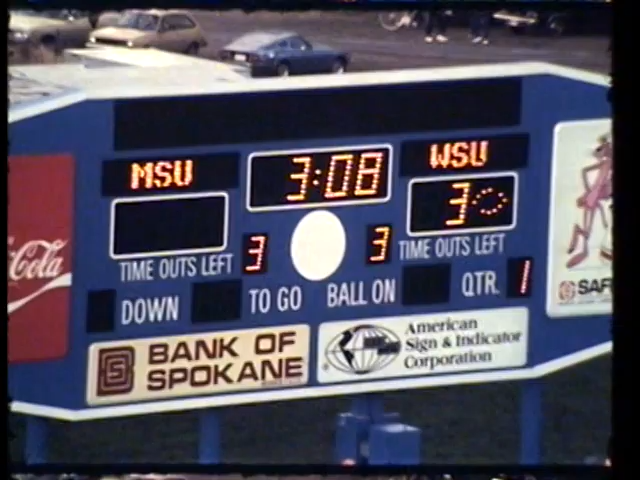 MSU 3:08 WSU
3
TIME OUTS LEFT 3 3 TIME OUTS LEFT
DOWN TO GO BALL ON QTR. 1
Cola
BANK OF
SPOKANE
American
Sign & Indicator
Corporation